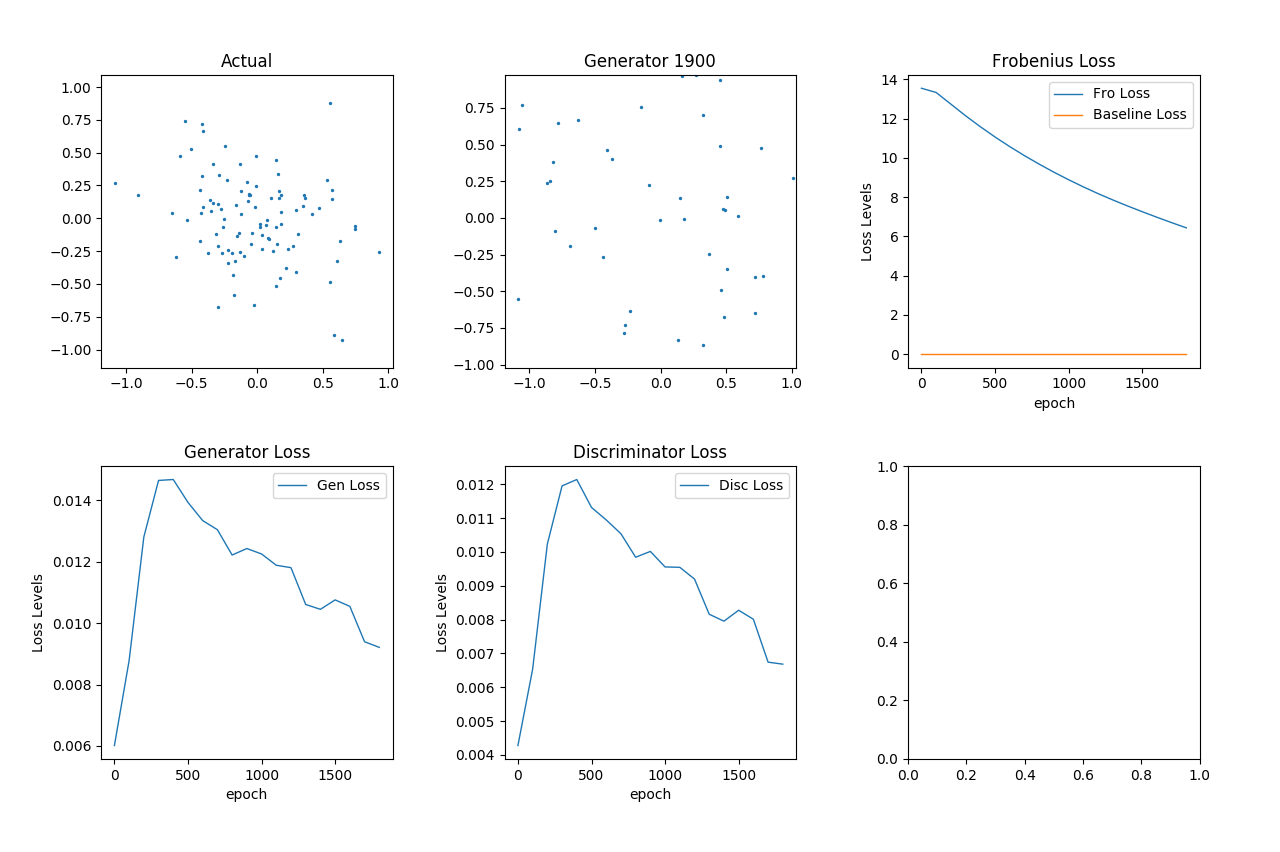 Actual
1.00
0.75
0.50
0.25
0.00
−0.25
−0.50
−0.75
−1.00
−1.0 −0.5 0.0 0.5 1.0
Generator 1900
0.75
0.50
0.25
0.00
−0.25
−0.50
−0.75
−1.00
−1.0 −0.5 0.0 0.5 1.0
Frobenius Loss
Fro Loss
Baseline Loss
Loss Levels
14
12
10
8
6
4
2
0
0 500 1000 1500
epoch
Generator Loss
Gen Loss
Loss Levels
0.014
0.012
0.010
0.008
0.006
0 500 1000 1500
epoch
Discriminator Loss
Disc Loss
Loss Levels
0.012
0.011
0.010
0.009
0.008
0.007
0.006
0.005
0.004
0 500 1000 1500
epoch
1.0
0.8
0.6
0.4
0.2
0.0
0.0 0.2 0.4 0.6 0.8 1.0